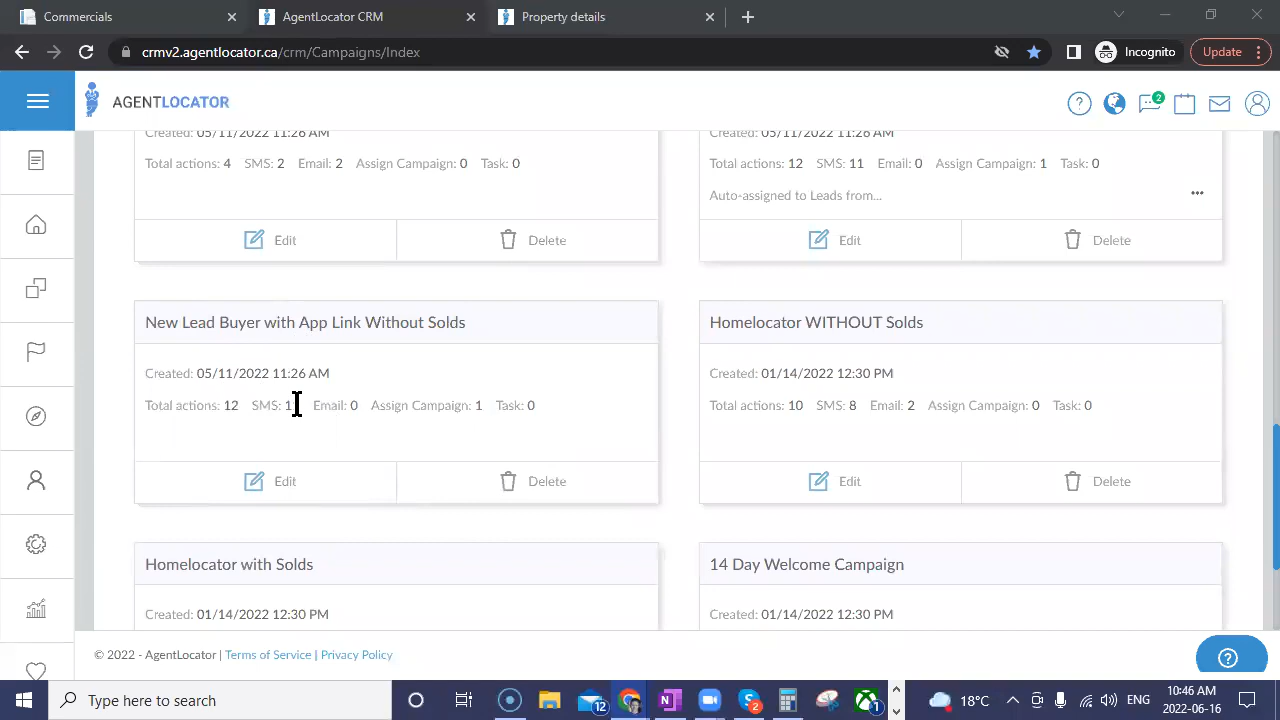 Commercials
AgentLocator CRM
Property details
crmv2.agentlocator.ca/crm/Campaigns/Index
Incognito
Update
AGENTLOCATOR
2
Created: 05/11/2022 11:26 AM
Total actions: 4 SMS: 2 Email: 2 Assign Campaign: 0 Task: 0
Edit
Delete
Created: 05/11/2022 11:26 AM
Total actions: 12 SMS: 11 Email: 0 Assign Campaign: 1 Task: 0
Auto-assigned to Leads from...
Edit
Delete
New Lead Buyer with App Link Without Solds
Created: 05/11/2022 11:26 AM
Total actions: 12 SMS: Email: 0 Assign Campaign: 1 Task: 0
Edit
Delete
Homelocator WITHOUT Solds
Created: 01/14/2022 12:30 PM
Total actions: 10 SMS: 8 Email: 2 Assign Campaign: 0 Task: 0
Edit
Delete
Homelocator with Solds
Created: 01/14/2022 12:30 PM
14 Day Welcome Campaign
Created: 01/14/2022 12:30 PM
© 2022 - AgentLocator | Terms of Service | Privacy Policy
Type here to search
12
2
1
18°C
ENG
10:46 AM
2022-06-16